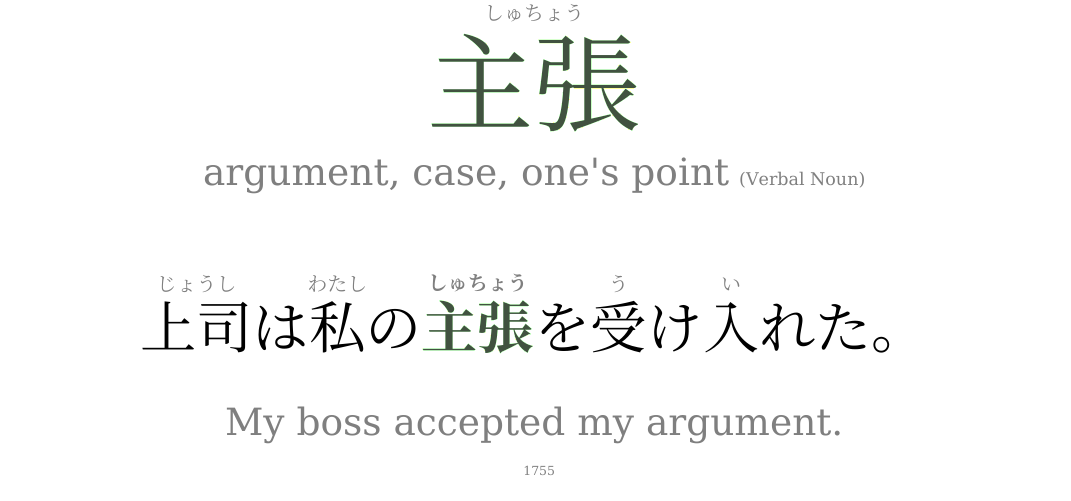 しゅちょう
主張
argument, case, one's point (Verbal Noun)
じょうし わたし しゅちょう う い
上司は私の主張を受け入れた。
My boss accepted my argument.
1755